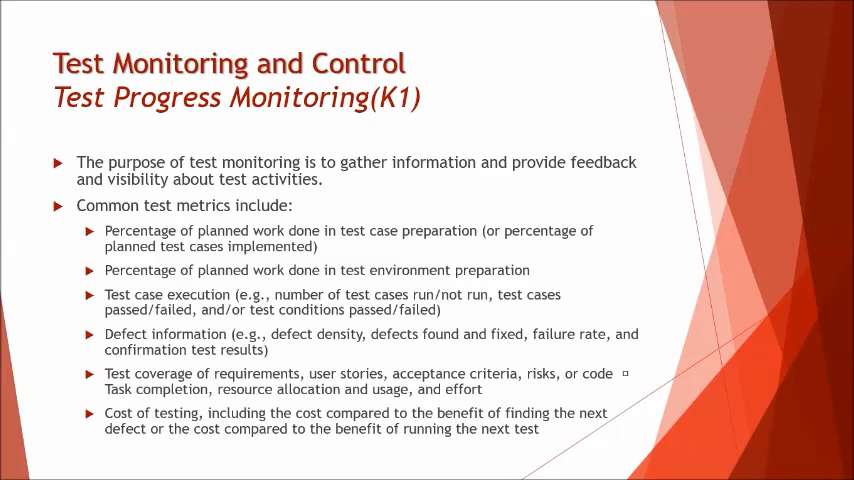 Test Monitoring and Control
Test Progress Monitoring(K1)
The purpose of test monitoring is to gather information and provide feedback
and visibility about test activities.
Common test metrics include:
Percentage of planned work done in test case preparation (or percentage of
planned test cases implemented)
Percentage of planned work done in test environment preparation
Test case execution (e.g., number of test cases run/not run, test cases
passed/failed, and/or test conditions passed/failed)
Defect information (e.g., defect density, defects found and fixed, failure rate, and
confirmation test results)
Test coverage of requirements, user stories, acceptance criteria, risks, or code ▫
Task completion, resource allocation and usage, and effort
Cost of testing, including the cost compared to the benefit of finding the next
defect or the cost compared to the benefit of running the next test